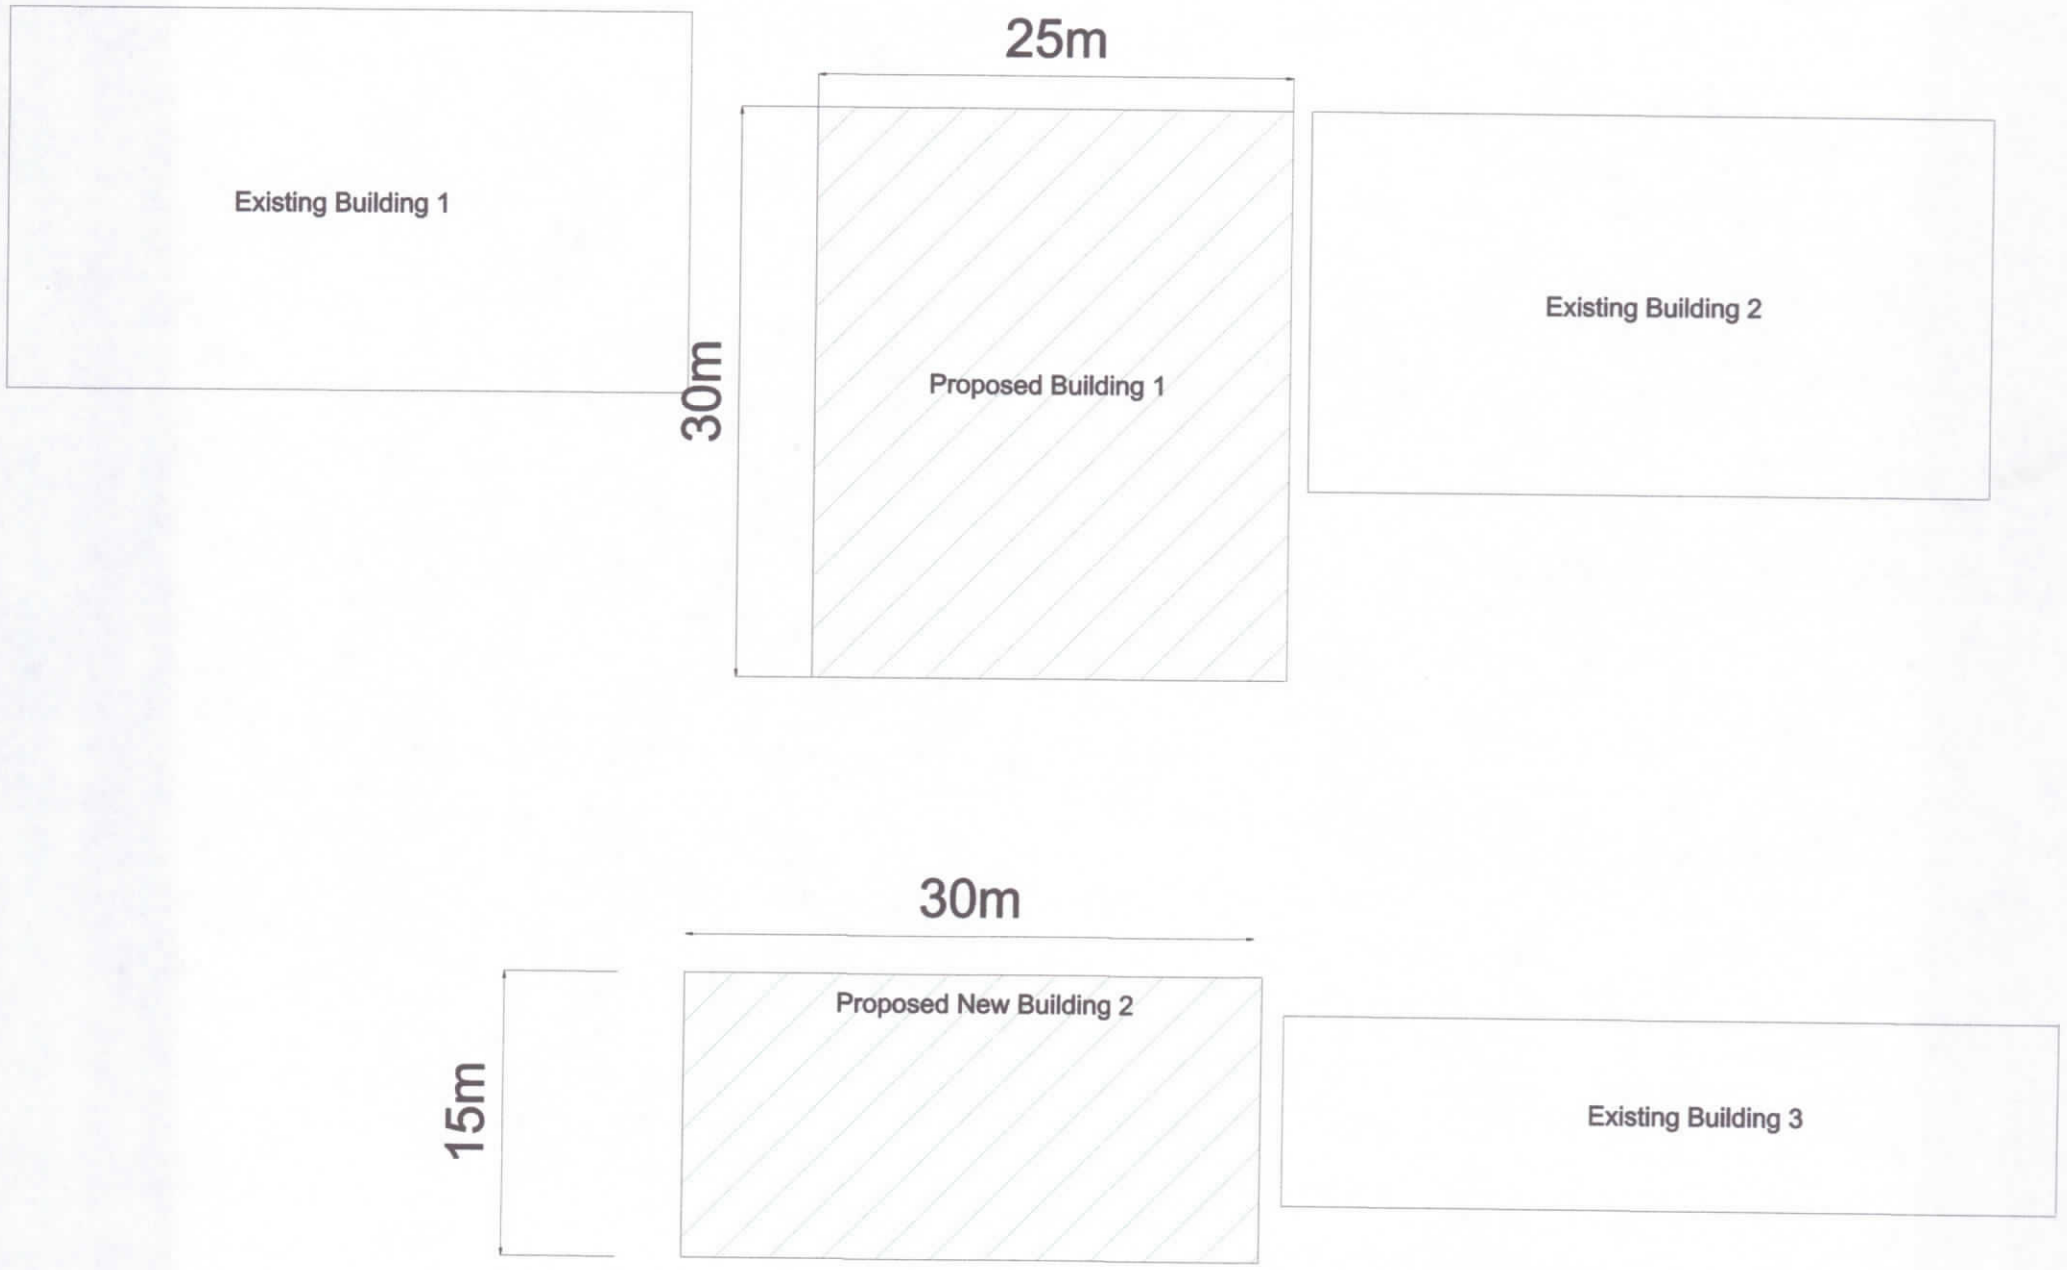 25m
Existing Building 1
Existing Building 2
30m
Proposed Building 1
30m
Proposed New Building 2
15m
Existing Building 3